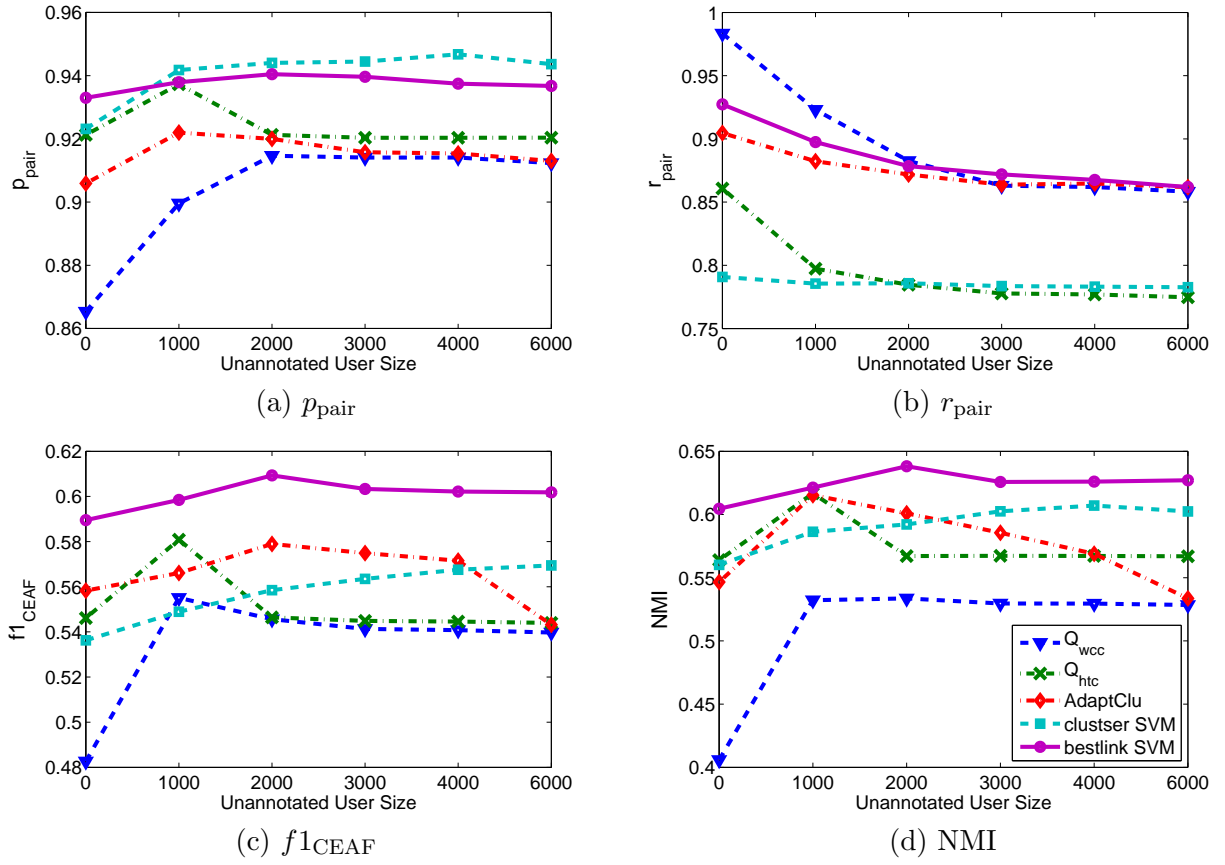 0.96
0.94
0.92
0.9
0.88
0.86
p_pair
0 1000 2000 3000 4000 6000
Unannotated User Size
(a) p_pair
1
0.95
0.9
0.85
0.8
0.75
r_pair
0 1000 2000 3000 4000 6000
Unannotated User Size
(b) r_pair
0.62
0.6
0.58
0.56
0.54
0.52
0.5
0.48
f1_CEAF
0 1000 2000 3000 4000 6000
Unannotated User Size
(c) f1_CEAF
0.65
0.6
0.55
0.5
0.45
0.4
NMI
Q_wcc
Q_htc
AdaptClu
clustser SVM
bestlink SVM
0 1000 2000 3000 4000 6000
Unannotated User Size
(d) NMI